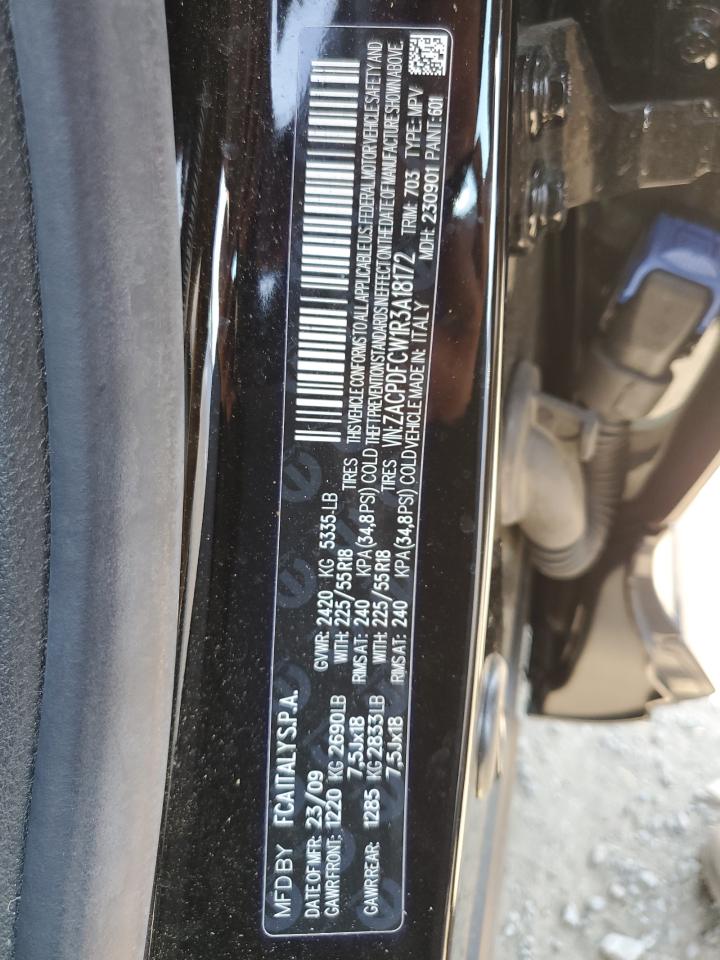 MFD BY FCA ITALY S.P.A.
DATE OF MFR: 23/09 GVWR: 2420 KG 5335 LB
GAWR FRONT: 1220 KG 2690 LB WITH: 225/55R18 TIRES
7,5Jx18 RIMS AT: 240 KPA (34,8 PSI) COLD
GAWR REAR: 1285 KG 2833 LB WITH: 225/55R18 TIRES
7,5Jx18 RIMS AT: 240 KPA (34,8 PSI) COLD
THIS VEHICLE CONFORMS TO ALL APPLICABLE U.S. FEDERAL MOTOR VEHICLE SAFETY AND
THEFT PREVENTION STANDARDS IN EFFECT ON THE DATE OF MANUFACTURE SHOWN ABOVE.
VIN: ZACPDFCW1R3A18172 TRIM: 703 TYPE: MPV
VEHICLE MADE IN: ITALY MDH: 230901 PAINT: 601